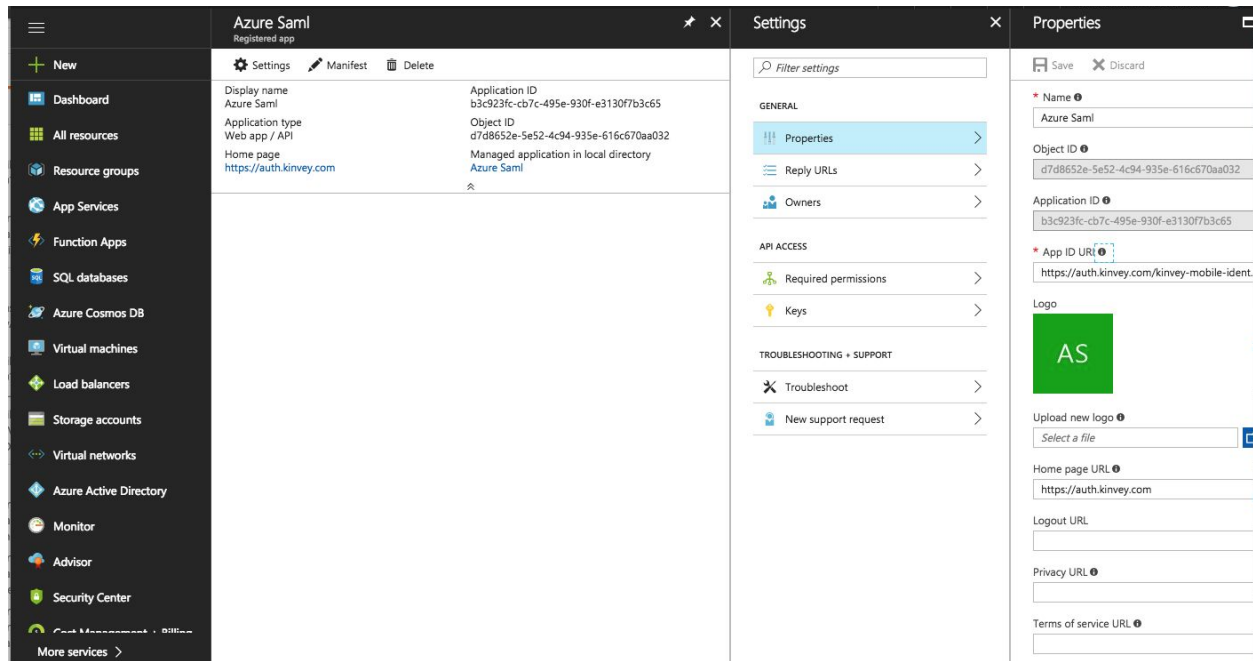 New
Dashboard
All resources
Resource groups
App Services
Function Apps
SQL databases
Azure Cosmos DB
Virtual machines
Load balancers
Storage accounts
Virtual networks
Azure Active Directory
Monitor
Advisor
Security Center
Cost Management + Billing
More services
Azure Saml
Registered app
Settings Manifest Delete
Display name
Azure Saml
Application type
Web app / API
Home page
https://auth.kinvey.com
Application ID
b3c923fc-cb7c-495e-930f-e3130f7b3c65
Object ID
d7d8652e-5e52-4c94-935e-616c670aa032
Managed application in local directory
Azure Saml
Settings
Filter settings
GENERAL
Properties
Reply URLs
Owners
API ACCESS
Required permissions
Keys
TROUBLESHOOTING + SUPPORT
Troubleshoot
New support request
Properties
Save Discard
* Name
Azure Saml
Object ID
d7d8652e-5e52-4c94-935e-616c670aa032
Application ID
b3c923fc-cb7c-495e-930f-e3130f7b3c65
* App ID URI
https://auth.kinvey.com/kinvey-mobile-ident.
Logo
AS
Upload new logo
Select a file
Home page URL
https://auth.kinvey.com
Logout URL
Privacy URL
Terms of service URL